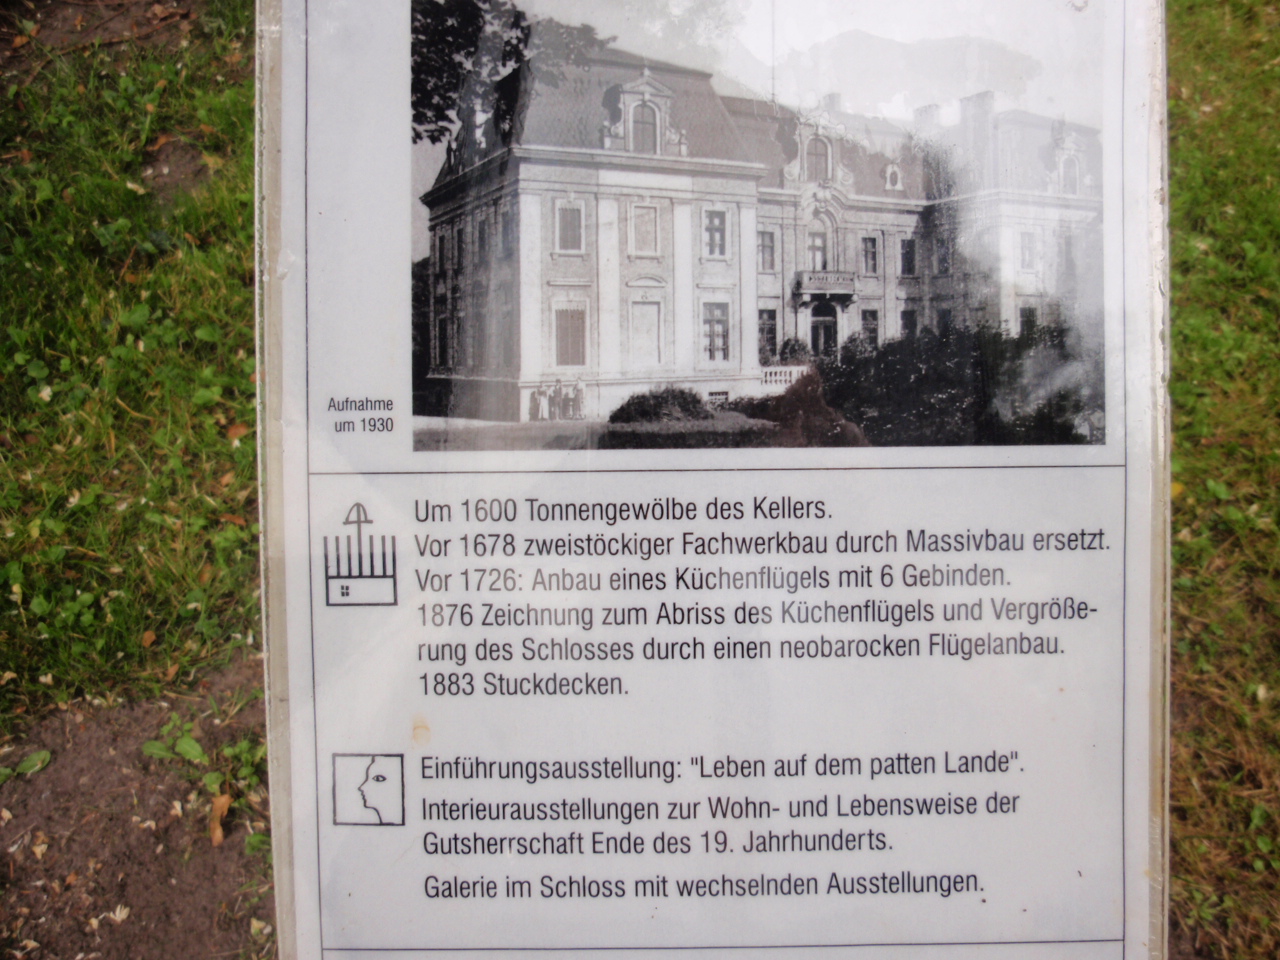 Aufnahme
um 1930
Um 1600 Tonnengewölbe des Kellers.
Vor 1678 zweistöckiger Fachwerkbau durch Massivbau ersetzt.
Vor 1726: Anbau eines Küchenflügels mit 6 Gebinden.
1876 Zeichnung zum Abriss des Küchenflügels und Vergröße-
rung des Schlosses durch einen neobarocken Flügelanbau.
1883 Stuckdecken.
Einführungsausstellung: "Leben auf dem patten Lande".
Interieurausstellungen zur Wohn- und Lebensweise der
Gutsherrschaft Ende des 19. Jahrhunderts.
Galerie im Schloss mit wechselnden Ausstellungen.